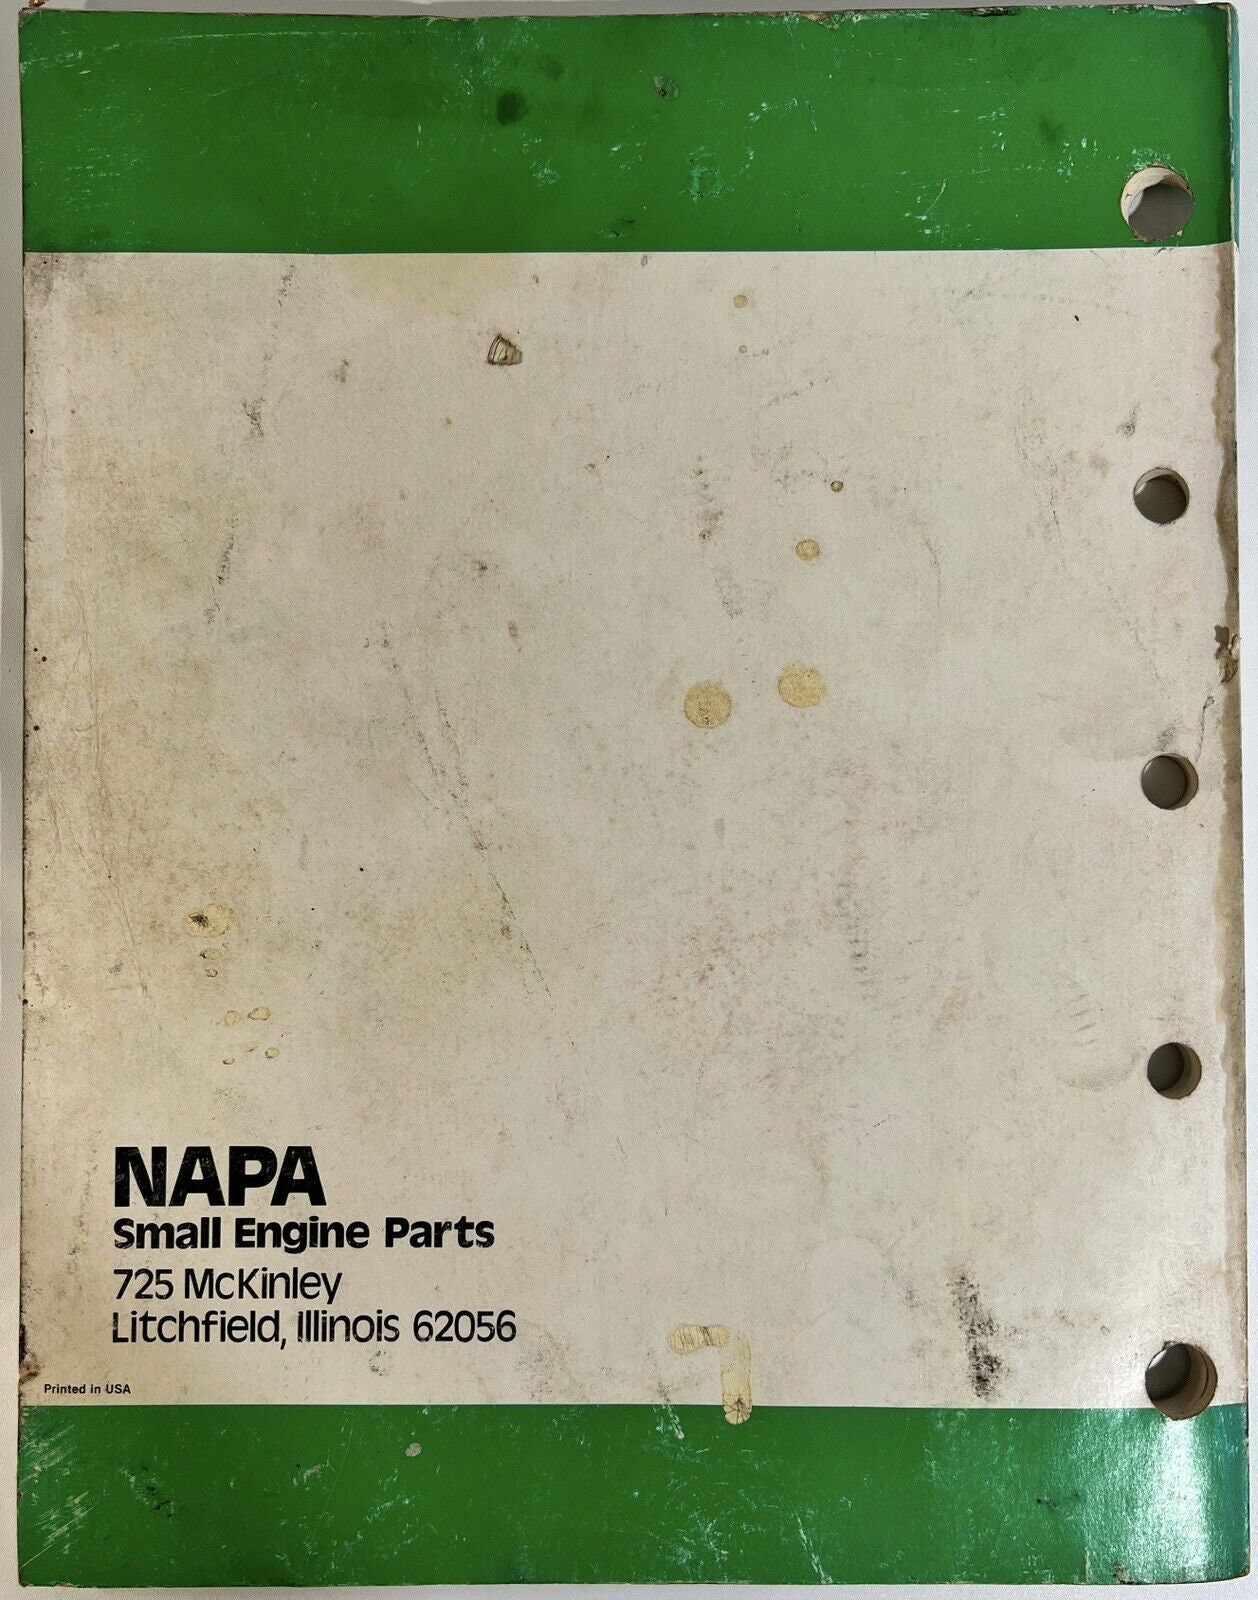 NAPA
Small Engine Parts
725 McKinley
Litchfield, Illinois 62056
Printed in USA